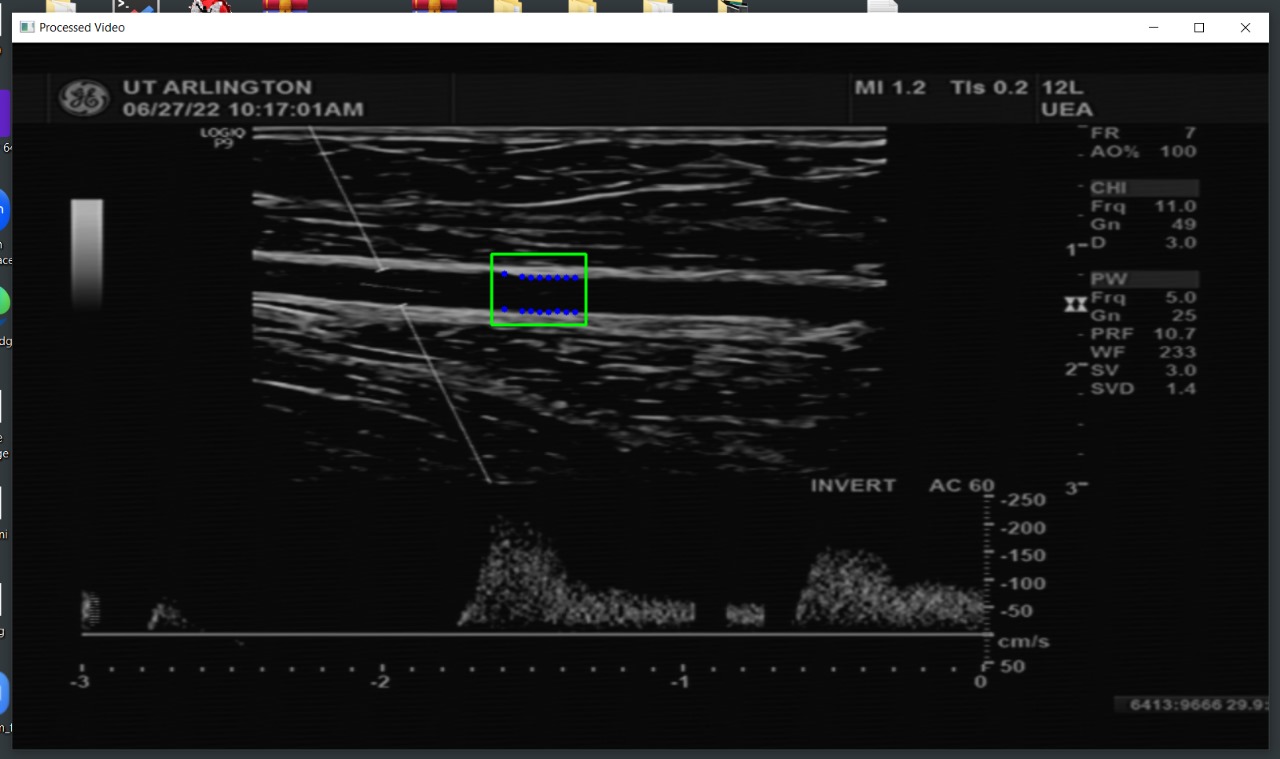 Processed Video
UT ARLINGTON
06/27/22 10:17:01AM
MI 1.2 TIs 0.2 12L
UEA
LOGIQ
P9
FR 7
AO% 100
CHI
Frq 11.0
Gn 49
D 3.0
1
PW
Frq 5.0
Gn 25
PRF 10.7
WF 233
2
SV 3.0
SVD 1.4
INVERT AC 60
3
-250
-200
-150
-100
-50
cm/s
50
-3 -2 -1 0
6413:9666 29.9: